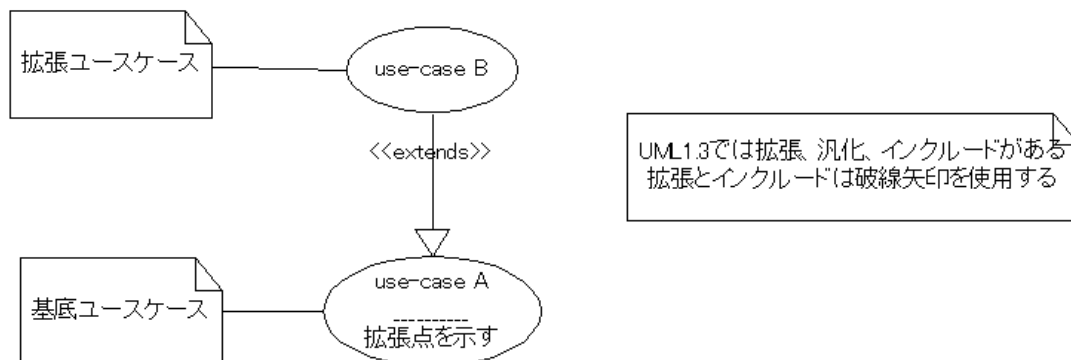 拡張ユースケース
use-case B
<<extends>>
UML1.3では拡張、汎化、インクルードがある
拡張とインクルードは破線矢印を使用する
基底ユースケース
use-case A
----------
拡張点を示す